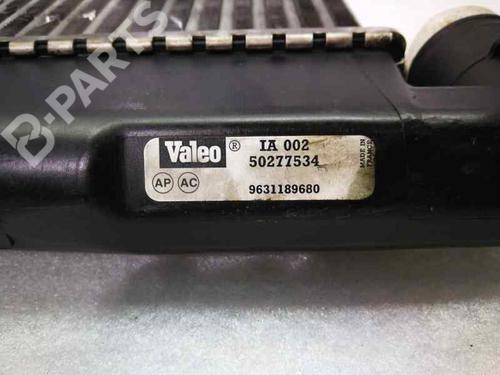 B-PARTS
Valeo ® IA 002
50277534
AP AC
9631189680
MADE IN
FRANCE